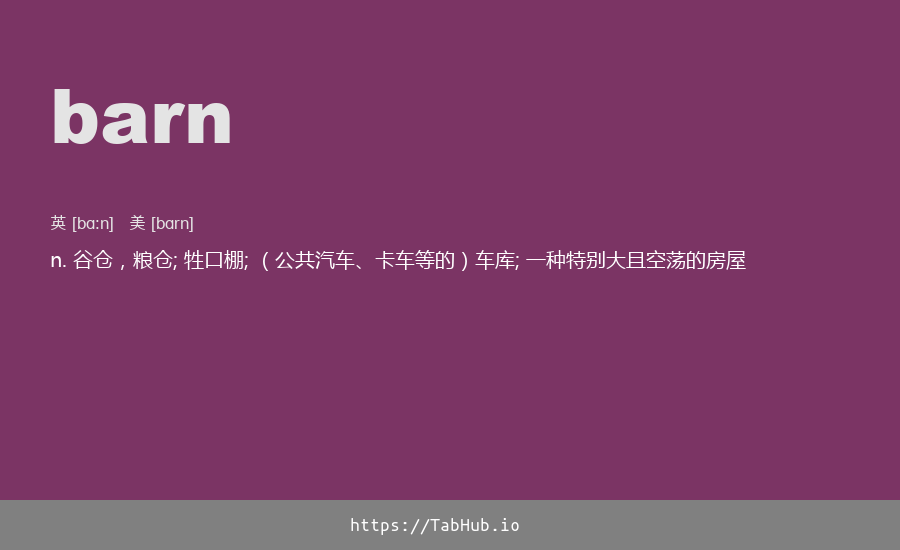 barn
英 [bɑːn] 美 [bɑrn]
n. 谷仓，粮仓; 牲口棚; （公共汽车、卡车等的）车库; 一种特别大且空荡的房屋
https://TabHub.io